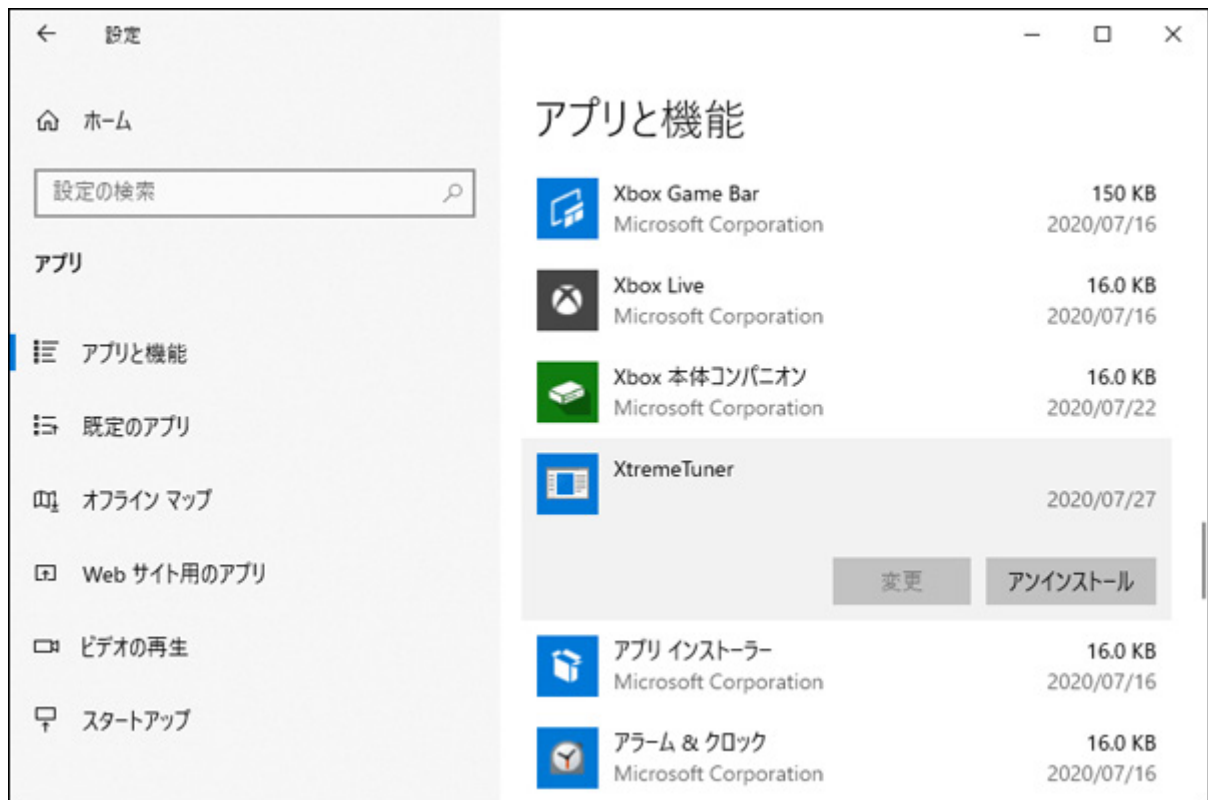 設定
ホーム
設定の検索
アプリ
アプリと機能
既定のアプリ
オフライン マップ
Web サイト用のアプリ
ビデオの再生
スタートアップ
アプリと機能
Xbox Game Bar 150 KB
Microsoft Corporation 2020/07/16
Xbox Live 16.0 KB
Microsoft Corporation 2020/07/16
Xbox 本体コンパニオン 16.0 KB
Microsoft Corporation 2020/07/22
XtremeTuner
2020/07/27
変更 アンインストール
アプリ インストーラー 16.0 KB
Microsoft Corporation 2020/07/16
アラーム & クロック 16.0 KB
Microsoft Corporation 2020/07/16